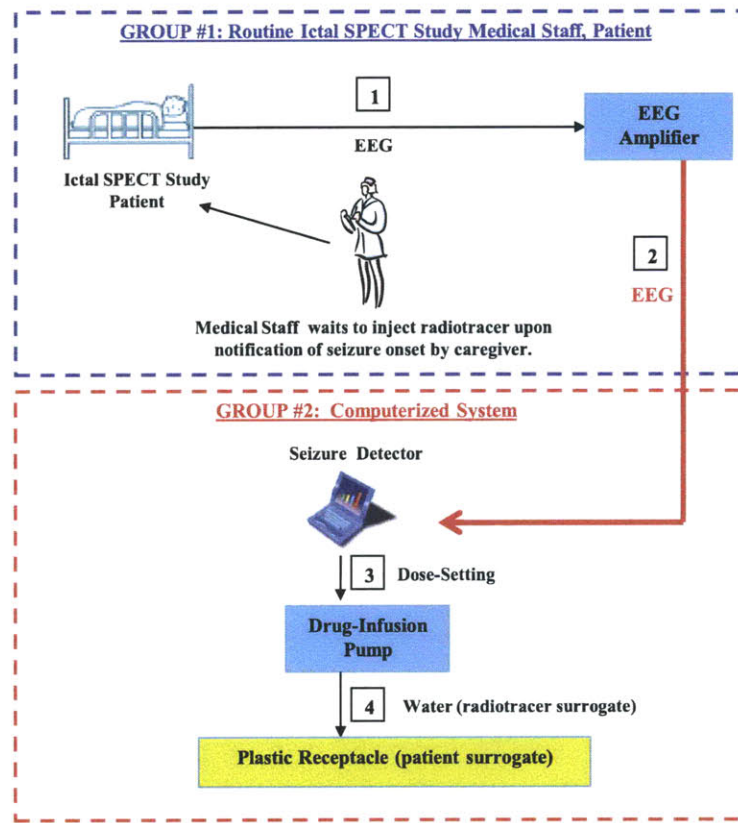 GROUP #1: Routine Ictal SPECT Study Medical Staff, Patient
1
EEG
EEG
Amplifier
Ictal SPECT Study
Patient
2
EEG
Medical Staff waits to inject radiotracer upon
notification of seizure onset by caregiver.
GROUP #2: Computerized System
Seizure Detector
3 Dose-Setting
Drug-Infusion
Pump
4 Water (radiotracer surrogate)
Plastic Receptacle (patient surrogate)